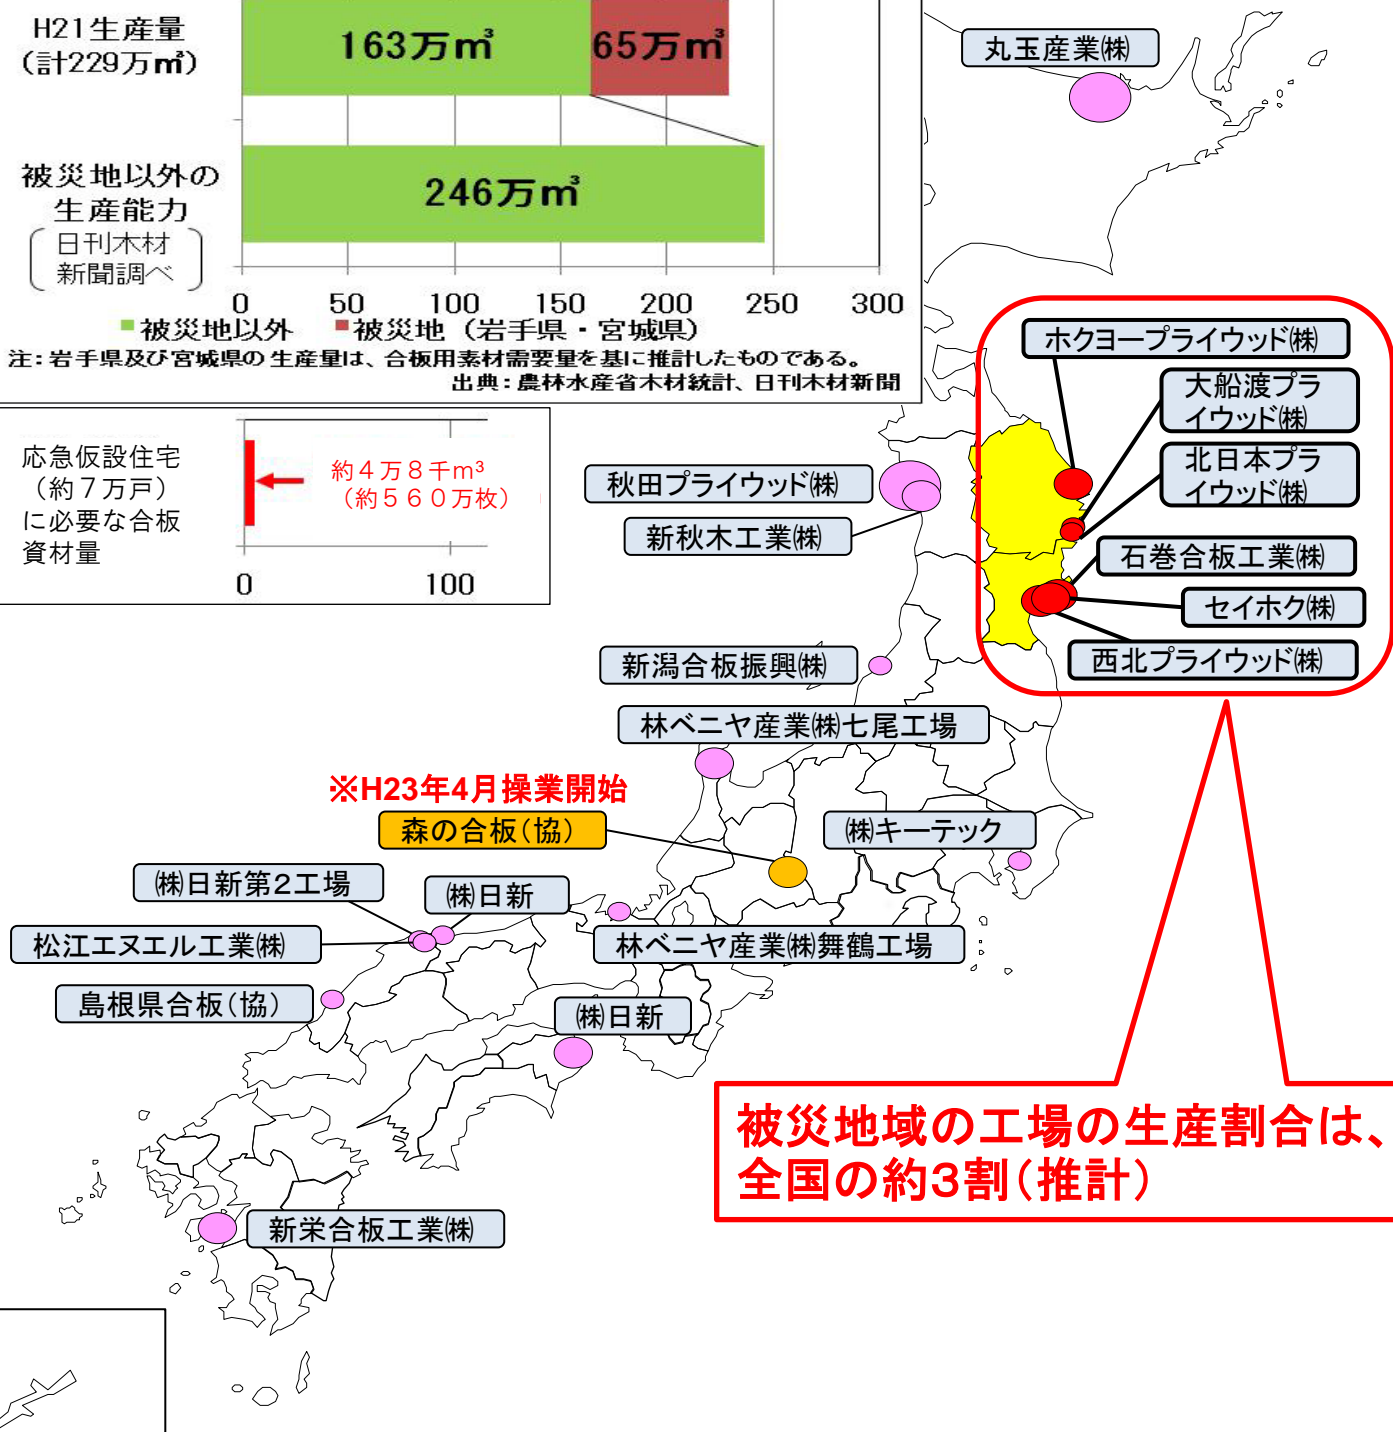 H21生産量
(計229万㎥)
163万㎥
65万㎥
被災地以外の
生産能力
日刊木材
新聞調べ
246万㎥
0 50 100 150 200 250 300
被災地以外 被災地（岩手県・宮城県）
注：岩手県及び宮城県の生産量は、合板用素材需要量を基に推計したものである。
出典：農林水産省木材統計、日刊木材新聞
応急仮設住宅
（約７万戸）
に必要な合板
資材量
約４万８千m³
（約５６０万枚）
0 100
丸玉産業㈱
ホクヨープライウッド㈱
大船渡プラ
イウッド㈱
北日本プラ
イウッド㈱
石巻合板工業㈱
セイホク㈱
西北プライウッド㈱
秋田プライウッド㈱
新秋木工業㈱
新潟合板振興㈱
林ベニヤ産業㈱七尾工場
※H23年4月操業開始
森の合板（協）
㈱キーテック
㈱日新第２工場
㈱日新
松江エヌエル工業㈱
林ベニヤ産業㈱舞鶴工場
島根県合板（協）
㈱日新
新栄合板工業㈱
被災地域の工場の生産割合は、
全国の約３割（推計）